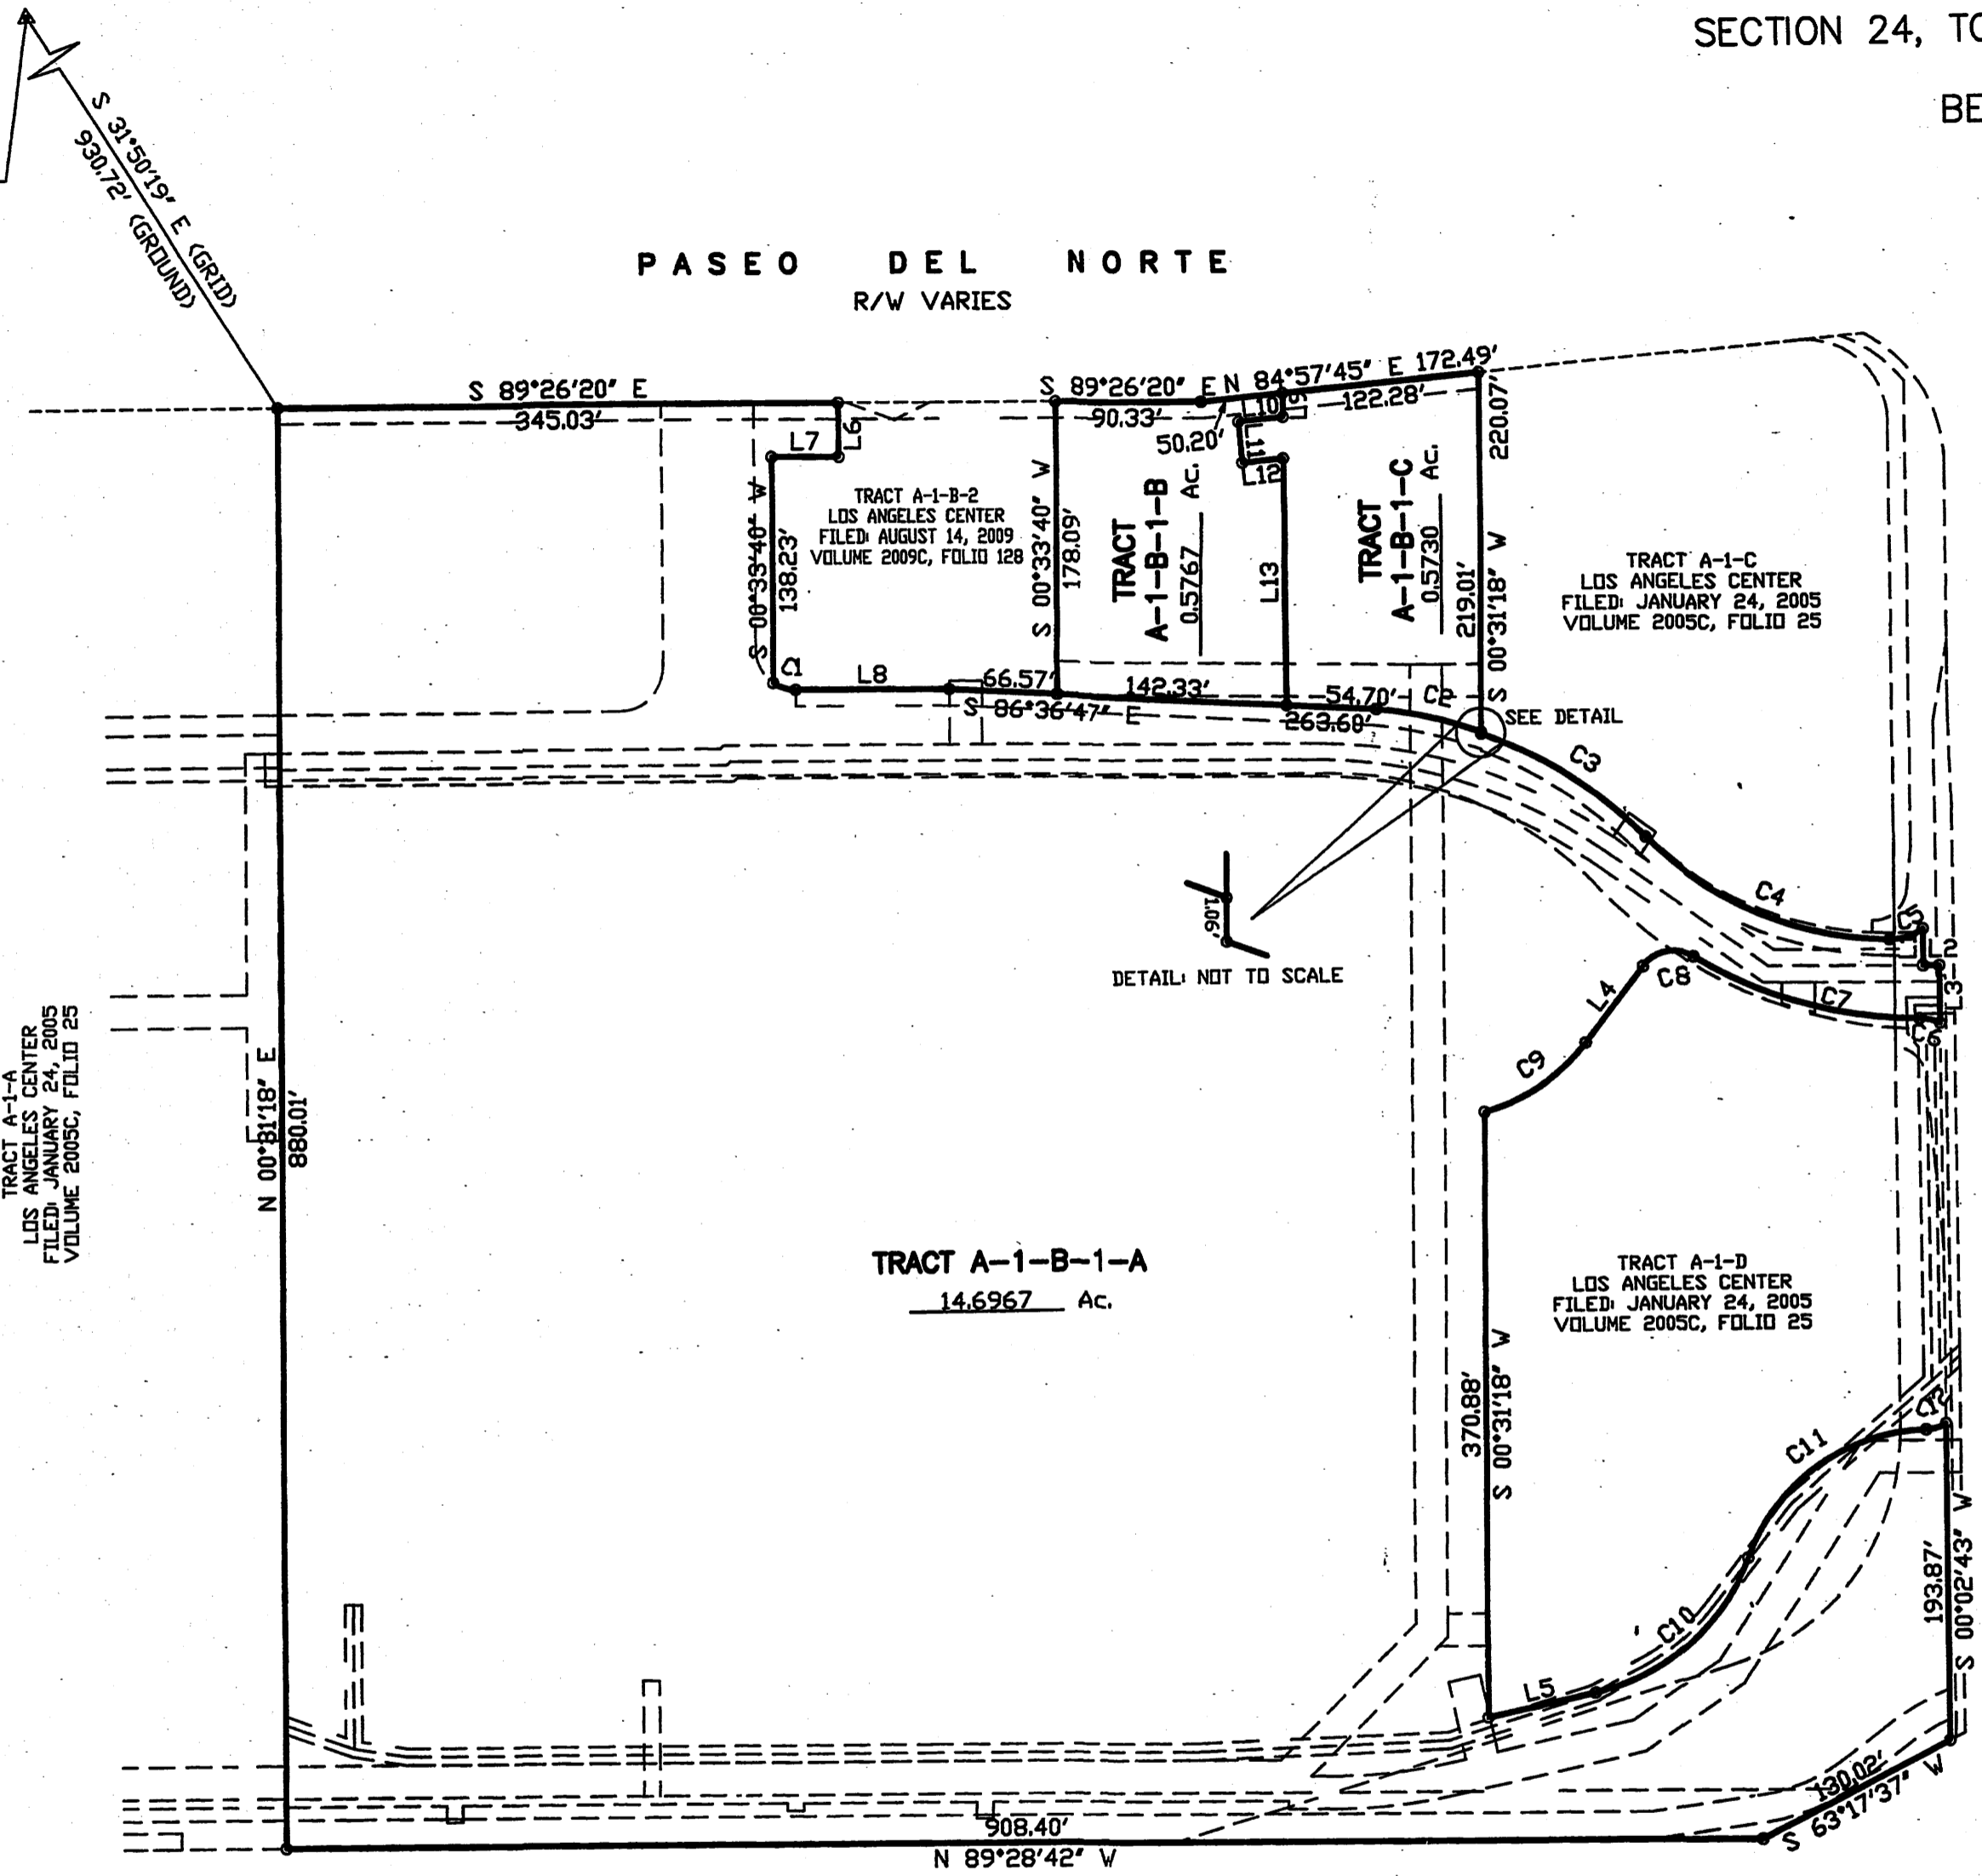 SECTION 24,
S 31°50'19" E (GRID)
930.72' (GROUND)
PASEO DEL NORTE
R/W VARIES
S 89°26'20" E
345.03'
S 89°26'20" E
90.33'
N 84°57'45" E 172.49'
122.28'
50.20'
L10
L9
L11
L12
L13
L7
L6
S 00°33'40" W
138.23'
TRACT A-1-B-2
LOS ANGELES CENTER
FILED: AUGUST 14, 2009
VOLUME 2009C, FOLIO 128
S 00°33'40" W
178.09'
TRACT
A-1-B-1-B
0.5767 Ac.
TRACT
A-1-B-1-C
0.5730 Ac.
220.07'
219.01'
S 00°31'18" W
TRACT A-1-C
LOS ANGELES CENTER
FILED: JANUARY 24, 2005
VOLUME 2005C, FOLIO 25
C1
L8
66.57'
142.33'
54.70'
C2
S 86°36'47" E
263.60'
SEE DETAIL
C3
C4
C5
L2
L3
1.06'
DETAIL: NOT TO SCALE
C8
C7
C6
L4
C9
TRACT A-1-A
LOS ANGELES CENTER
FILED: JANUARY 24, 2005
VOLUME 2005C, FOLIO 25
N 00°31'18" E
880.01'
TRACT A-1-B-1-A
14.6967 Ac.
TRACT A-1-D
LOS ANGELES CENTER
FILED: JANUARY 24, 2005
VOLUME 2005C, FOLIO 25
370.88'
S 00°31'18" W
C12
C11
C10
L5
193.87'
S 00°02'43" W
130.02'
S 63°17'37" W
908.40'
N 89°28'42" W